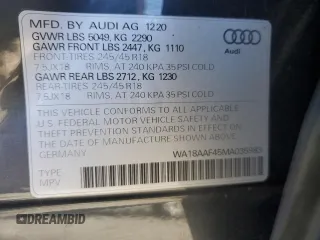 MFD. BY AUDI AG 12.20
GVWR LBS 5049, KG 2290
GAWR FRONT LBS 2447, KG 1110
FRONT TIRES 245/45 R18
7.5JX18 RIMS, AT 240 KPA 35 PSI COLD
GAWR REAR LBS 2712, KG 1230
REAR TIRES 245/45 R18
7.5JX18 RIMS, AT 240 KPA 35 PSI COLD
THIS VEHICLE CONFORMS TO ALL APPLICABLE
U.S. FEDERAL MOTOR VEHICLE SAFETY AND
THEFT PREVENTION STANDARDS IN EFFECT ON
THE DATE OF MANUFACTURE SHOWN ABOVE
GERMANY
TYPE
MPV
Audi
DREAMBID